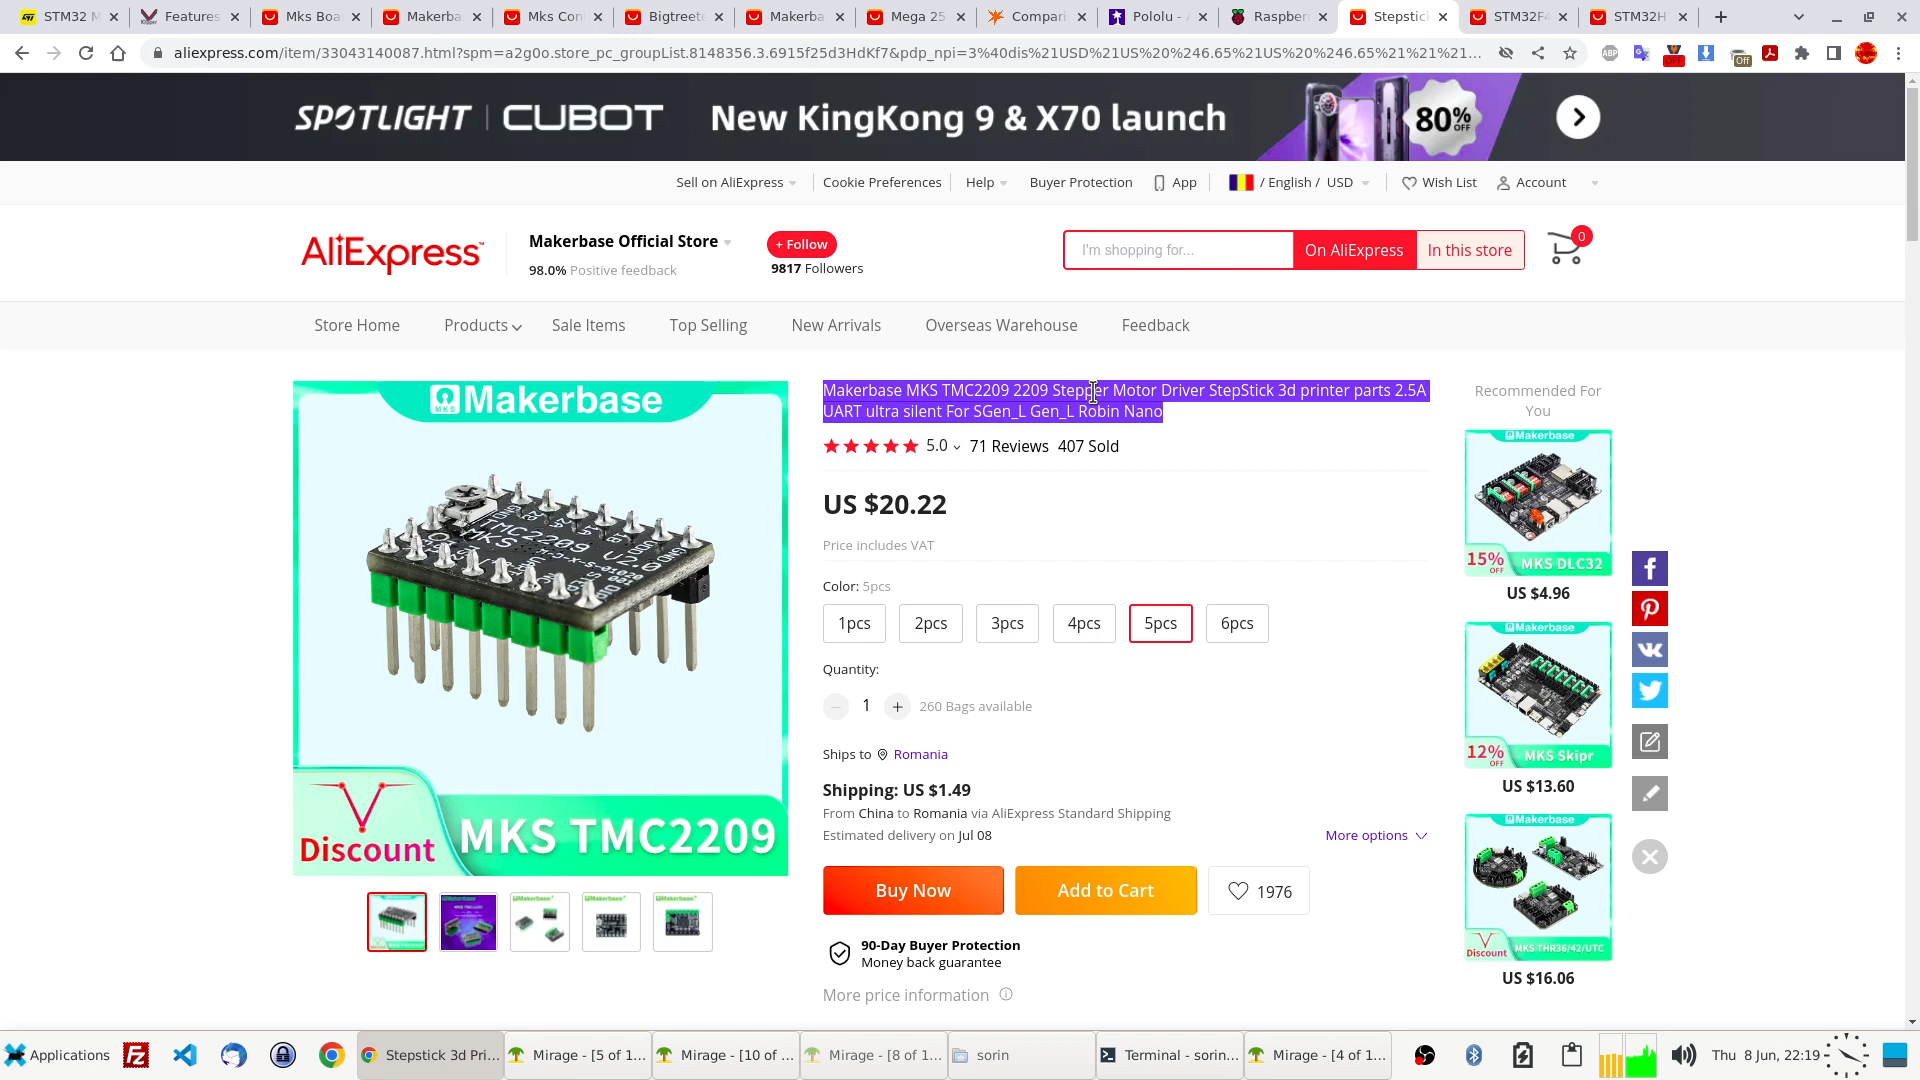 STM32 M
Features
Mks Boa
Makerba
Mks Con
Bigtreete
Makerba
Mega 25
Compari
Pololu - A
Raspber
Stepstic
STM32F4
STM32H
aliexpress.com/item/33043140087.html?spm=a2g0o.store_pc_groupList.8148356.3.6915f25d3HdKf7&pdp_npi=3%40dis%21USD%21US%20%246.65%21US%20%246.65%21%21%21...
ABP
Off
SPOTLIGHT | CUBOT
New KingKong 9 & X70 launch
80% OFF
Sell on AliExpress
Cookie Preferences
Help
Buyer Protection
App
/ English / USD
Wish List
Account
AliExpress
Makerbase Official Store
98.0% Positive feedback
+ Follow
9817 Followers
I'm shopping for...
On AliExpress
In this store
0
Store Home
Products
Sale Items
Top Selling
New Arrivals
Overseas Warehouse
Feedback
MKS Makerbase
TMC2209 V2.0
MKS
VDD
GND
Discount
MKS TMC2209
Makerbase MKS TMC2209 2209 Stepper Motor Driver StepStick 3d printer parts 2.5A
UART ultra silent For SGen_L Gen_L Robin Nano
5.0
71 Reviews
407 Sold
US $20.22
Price includes VAT
Color: 5pcs
1pcs
2pcs
3pcs
4pcs
5pcs
6pcs
Quantity:
1
260 Bags available
Ships to Romania
Shipping: US $1.49
From China to Romania via AliExpress Standard Shipping
Estimated delivery on Jul 08
More options
Buy Now
Add to Cart
1976
90-Day Buyer Protection
Money back guarantee
More price information
Recommended For
You
Makerbase
15% OFF
MKS DLC32
US $4.96
Makerbase
12% OFF
MKS Skipr
US $13.60
Makerbase
Discount
MKS THR36/42/UTC
US $16.06
Applications
Stepstick 3d Pri...
Mirage - [5 of 1...
Mirage - [10 of ...
Mirage - [8 of 1...
sorin
Terminal - sorin...
Mirage - [4 of 1...
Thu 8 Jun, 22:19